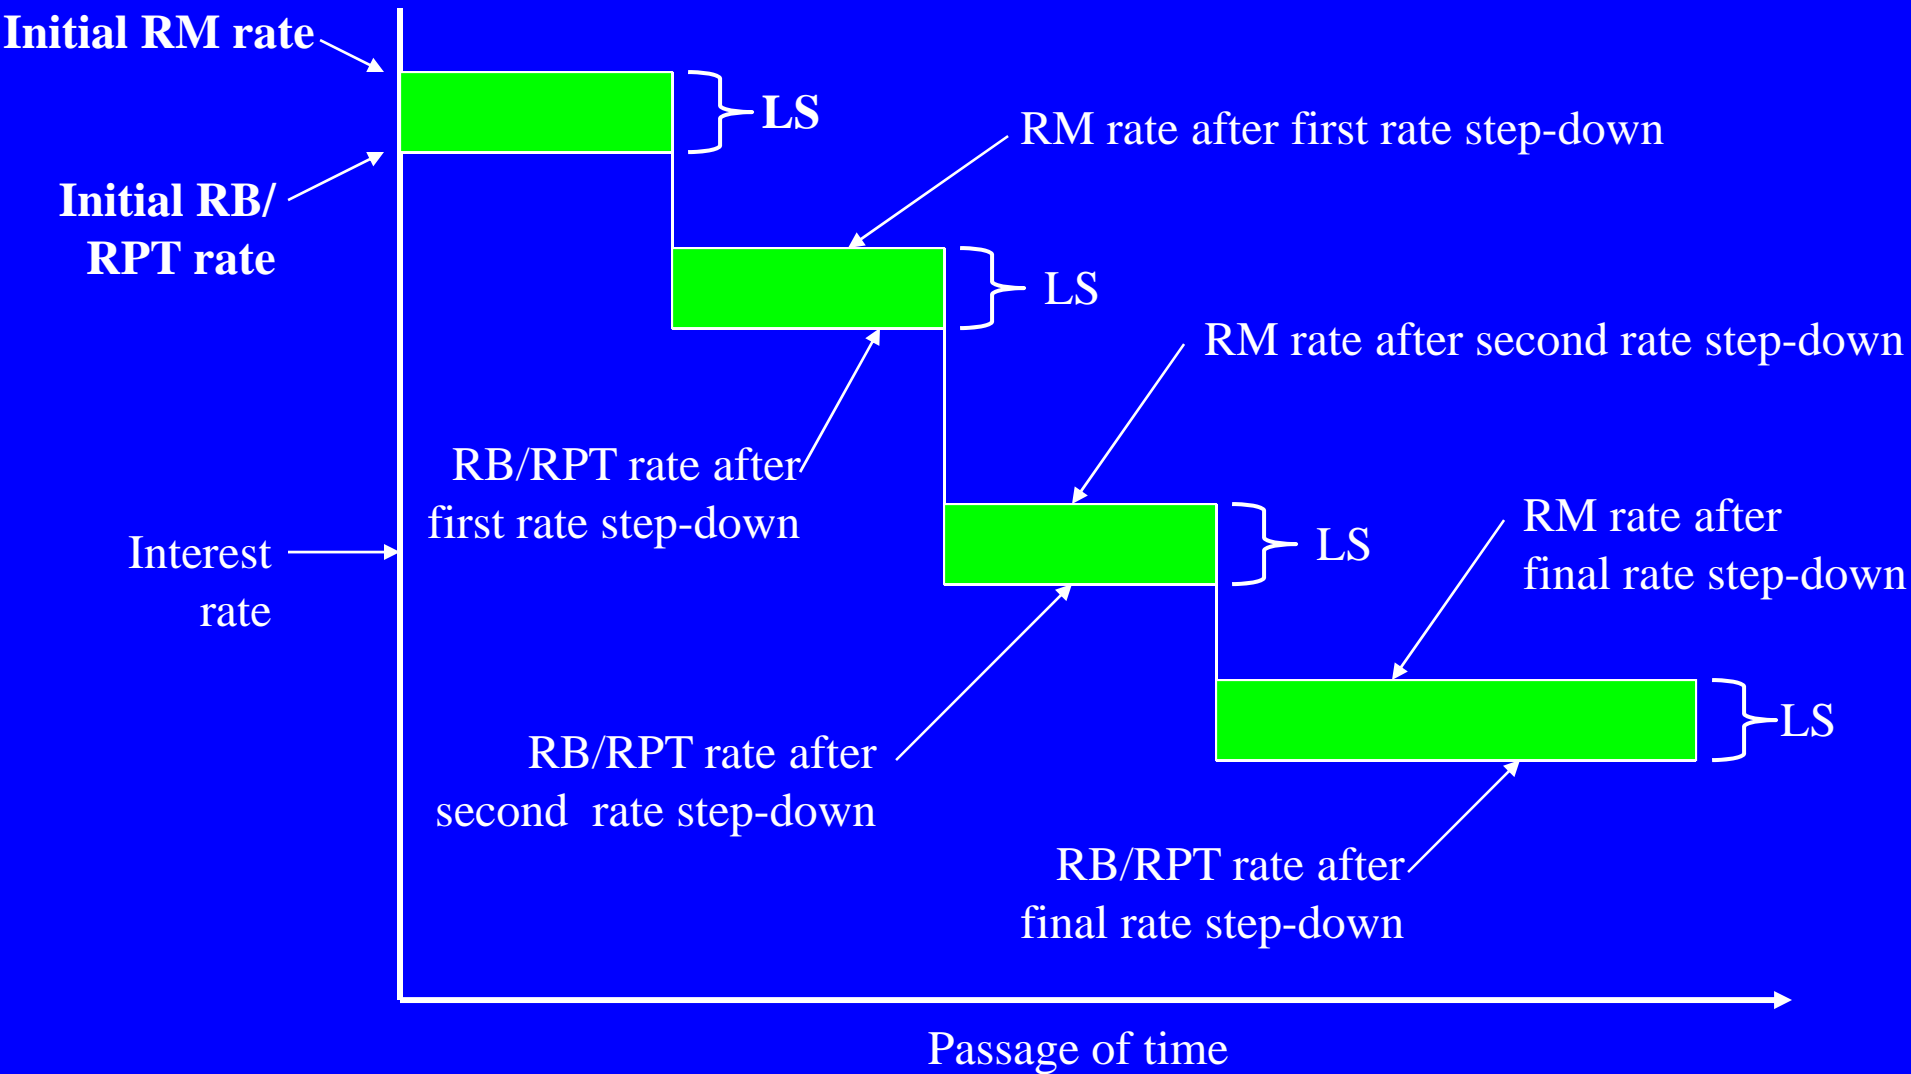 Initial RM rate
LS
RM rate after first rate step-down
Initial RB/
RPT rate
LS
RM rate after second rate step-down
RB/RPT rate after
first rate step-down
Interest
rate
LS
RM rate after
final rate step-down
RB/RPT rate after
second  rate step-down
LS
RB/RPT rate after
final rate step-down
Passage of time